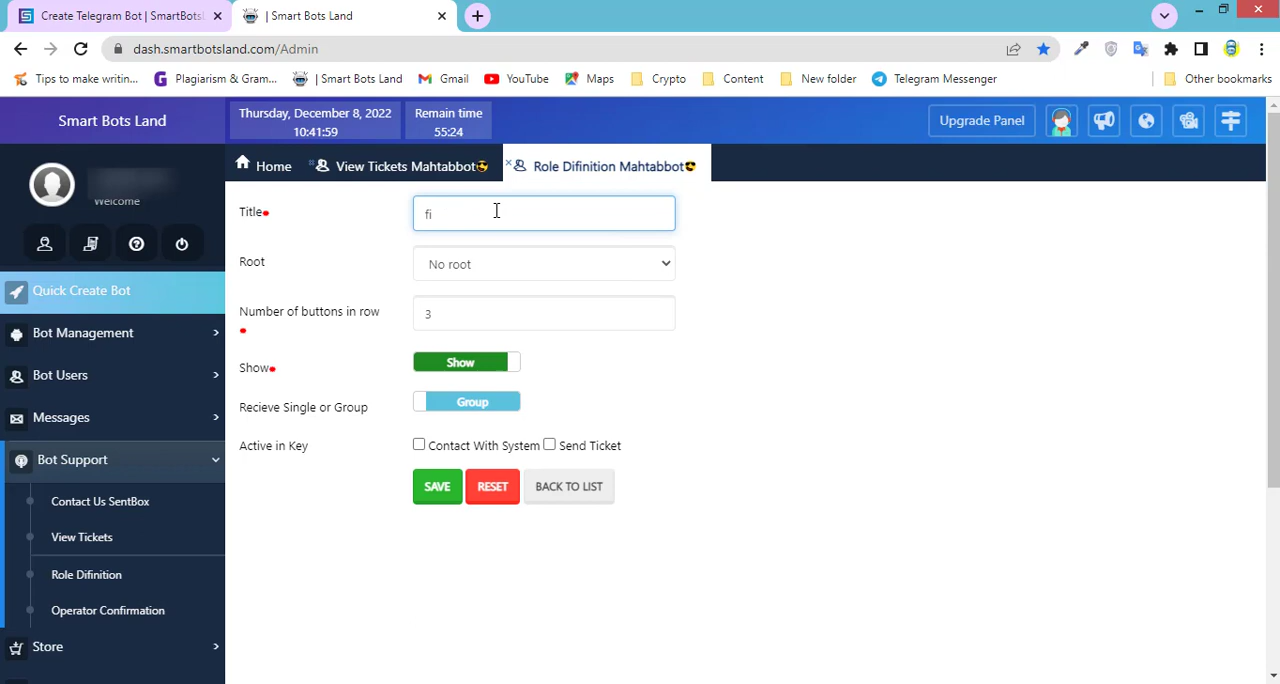 Create Telegram Bot | SmartBotsL
| Smart Bots Land
dash.smartbotsland.com/Admin
Tips to make writin...
Plagiarism & Gram...
| Smart Bots Land
Gmail
YouTube
Maps
Crypto
Content
New folder
Telegram Messenger
Other bookmarks
Smart Bots Land
Thursday, December 8, 2022
10:41:59
Remain time
55:24
Upgrade Panel
Home
View Tickets Mahtabbot
Role Difinition Mahtabbot
Welcome
Quick Create Bot
Bot Management
Bot Users
Messages
Bot Support
Contact Us SentBox
View Tickets
Role Difinition
Operator Confirmation
Store
Title
fi
Root
No root
Number of buttons in row
3
Show
Show
Recieve Single or Group
Group
Active in Key
Contact With System
Send Ticket
SAVE
RESET
BACK TO LIST